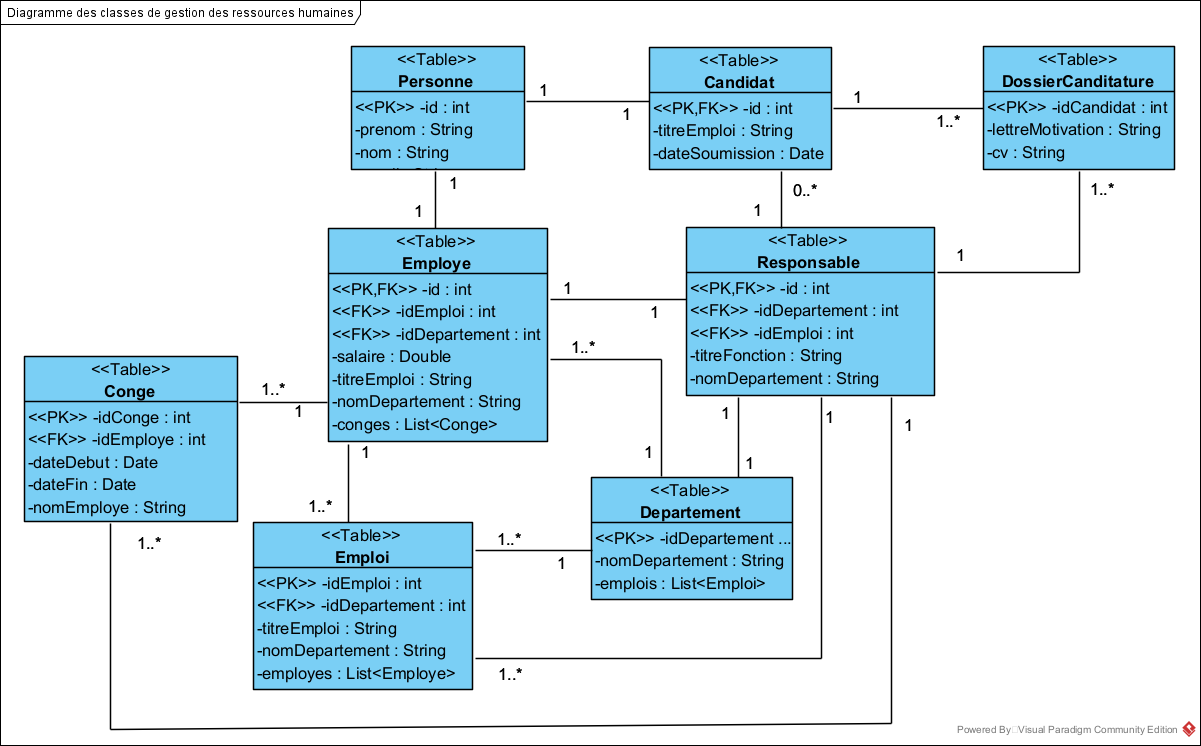 Diagramme des classes de gestion des ressources humaines
<<Table>>
Personne
<<PK>> -id : int
-prenom : String
-nom : String
<<Table>>
Candidat
<<PK,FK>> -id : int
-titreEmploi : String
-dateSoumission : Date
<<Table>>
DossierCanditature
<<PK>> -idCandidat : int
-lettreMotivation : String
-cv : String
1
1
1
1..*
1
1
0..*
1
1..*
1
<<Table>>
Employe
<<PK,FK>> -id : int
<<FK>> -idEmploi : int
<<FK>> -idDepartement : int
-salaire : Double
-titreEmploi : String
-nomDepartement : String
-conges : List<Conge>
1
1
1..*
<<Table>>
Responsable
<<PK,FK>> -id : int
<<FK>> -idDepartement : int
<<FK>> -idEmploi : int
-titreFonction : String
-nomDepartement : String
<<Table>>
Conge
<<PK>> -idConge : int
<<FK>> -idEmploye : int
-dateDebut : Date
-dateFin : Date
-nomEmploye : String
1..*
1
1
1
1
1
1
1
1..*
1..*
<<Table>>
Emploi
<<PK>> -idEmploi : int
<<FK>> -idDepartement : int
-titreEmploi : String
-nomDepartement : String
-employes : List<Employe>
1..*
1
<<Table>>
Departement
<<PK>> -idDepartement ...
-nomDepartement : String
-emplois : List<Emploi>
1..*
Powered By Visual Paradigm Community Edition